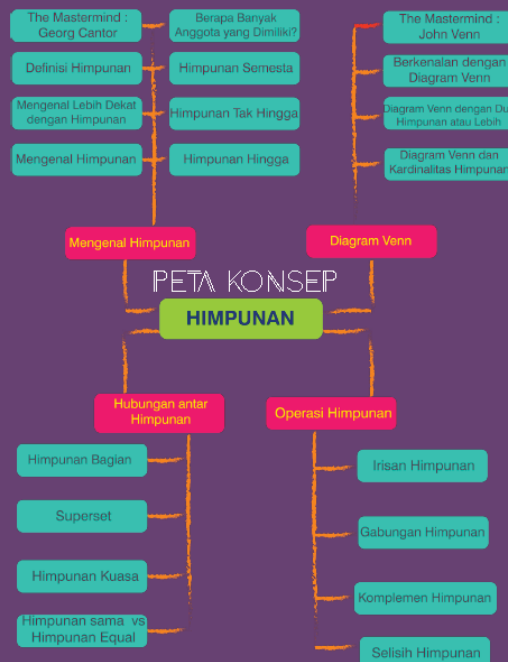 The Mastermind :
Georg Cantor
Berapa Banyak
Anggota yang Dimiliki?
Definisi Himpunan
Himpunan Semesta
Mengenal Lebih Dekat
dengan Himpunan
Himpunan Tak Hingga
Mengenal Himpunan
Himpunan Hingga
Mengenal Himpunan
The Mastermind :
John Venn
Berkenalan dengan
Diagram Venn
Diagram Venn dengan Du
Himpunan atau Lebih
Diagram Venn dan
Kardinalitas Himpunan
Diagram Venn
PETA KONSEP
HIMPUNAN
Hubungan antar
Himpunan
Himpunan Bagian
Superset
Himpunan Kuasa
Himpunan sama vs
Himpunan Equal
Operasi Himpunan
Irisan Himpunan
Gabungan Himpunan
Komplemen Himpunan
Selisih Himpunan